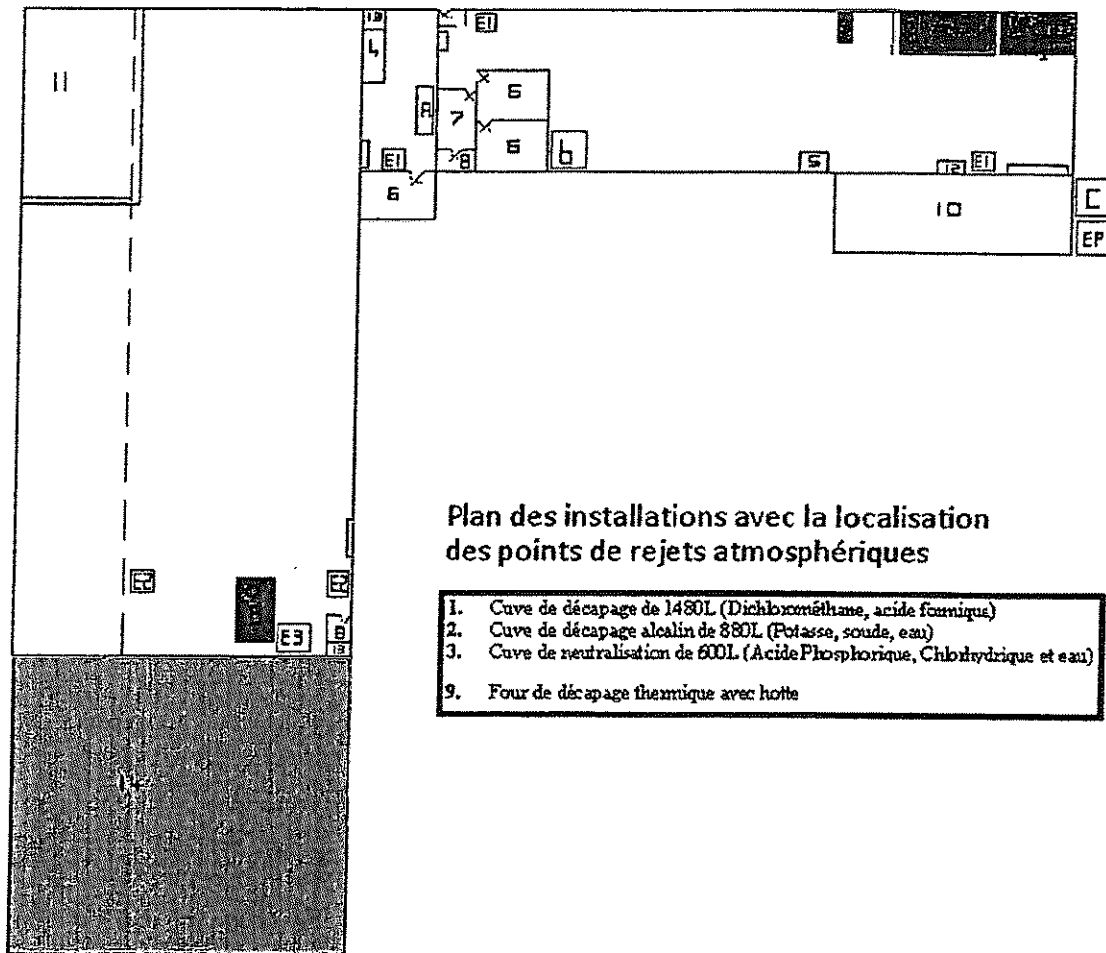 13
E1
11
4
A
7
6
6
8
b
E1
6
5
12
E1
10
C
EP
Plan des installations avec la localisation
des points de rejets atmosphériques
1. Cuve de décapage de 1480L (Dichlorométhane, acide formique)
2. Cuve de décapage alcalin de 880L (Potasse, soude, eau)
3. Cuve de neutralisation de 600L (Acide Phosphorique, Chlorhydrique et eau)
9. Four de décapage thermique avec hotte
E2
E2
E3
8
13